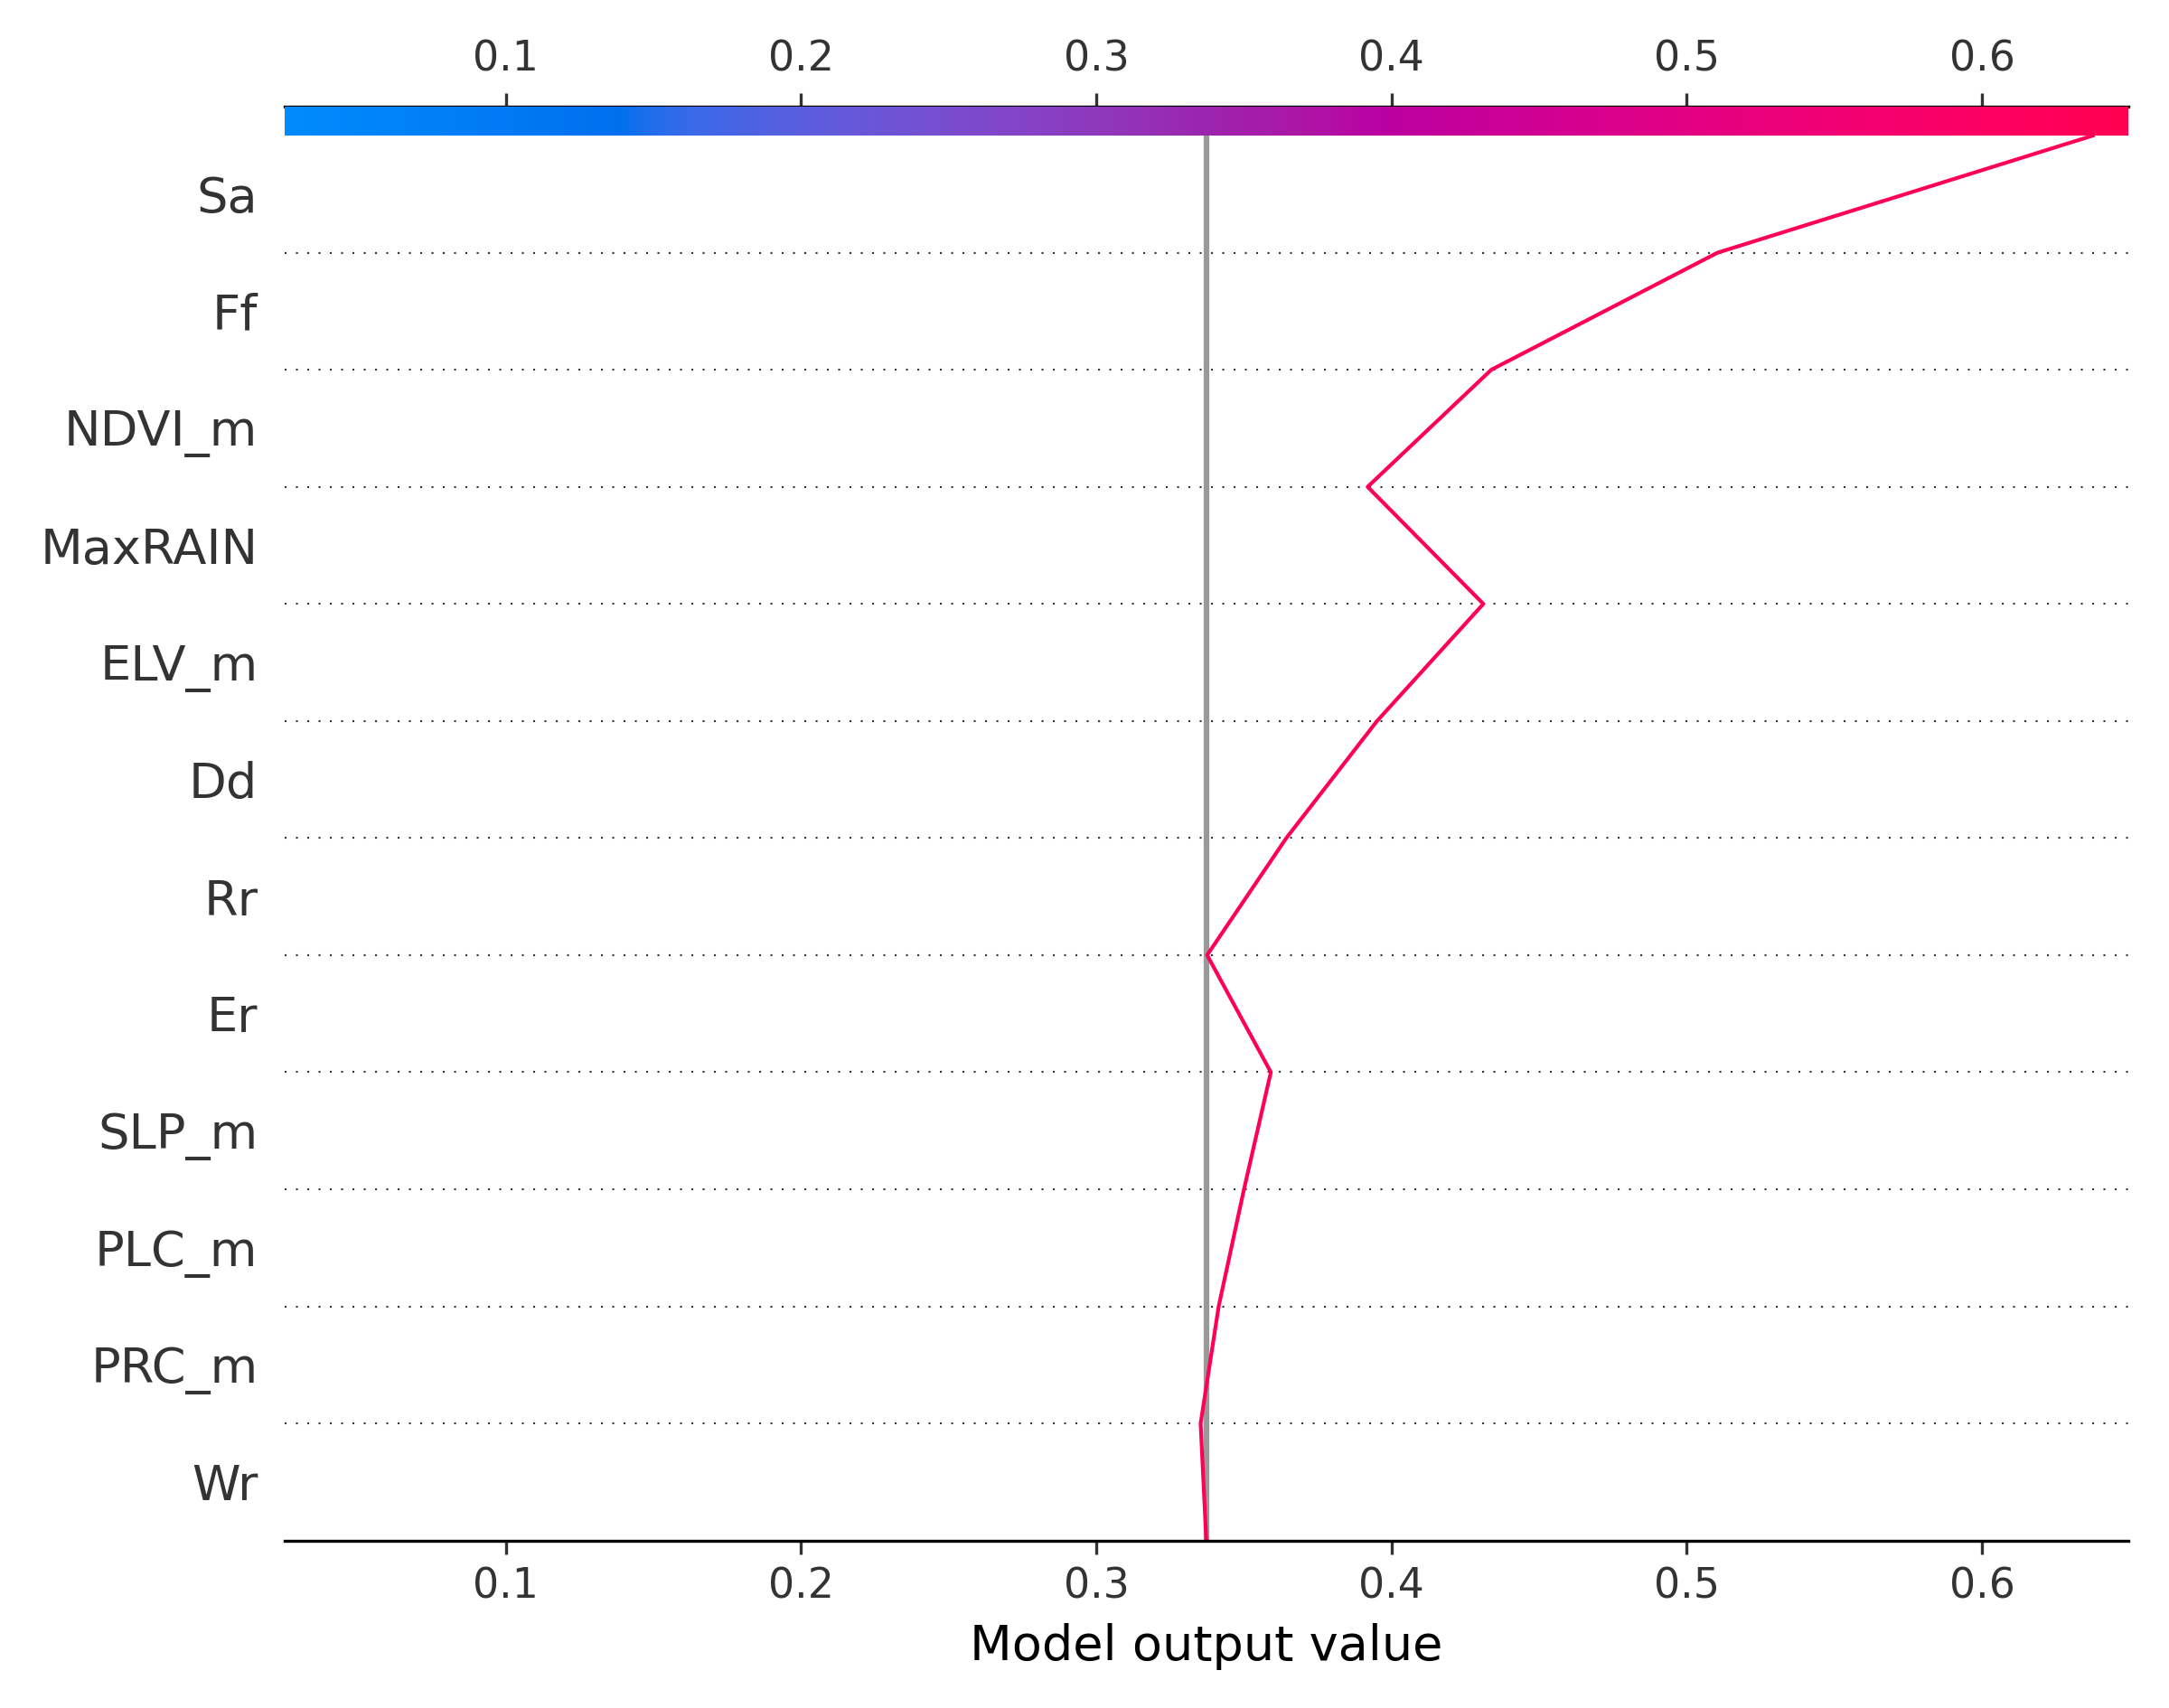 0.1 0.2 0.3 0.4 0.5 0.6
Sa
Ff
NDVI_m
MaxRAIN
ELV_m
Dd
Rr
Er
SLP_m
PLC_m
PRC_m
Wr
0.1 0.2 0.3 0.4 0.5 0.6
Model output value